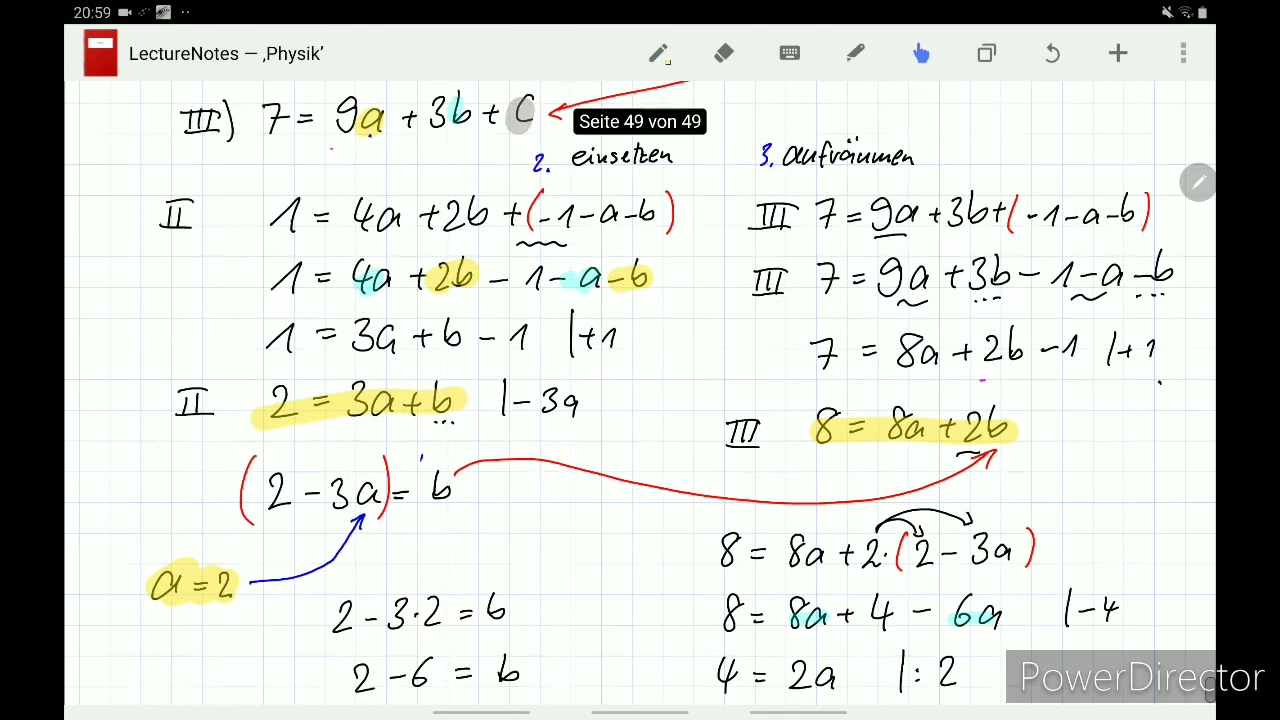 20:59
LectureNotes — ‚Physik’
III) 7 = 9a + 3b + C
Seite 49 von 49
2. einsetzen
3. aufräumen
II 1 = 4a + 2b + (-1 - a - b)
1 = 4a + 2b - 1 - a - b
1 = 3a + b - 1 | + 1
II 2 = 3a + b | - 3a
(2 - 3a) = b
a = 2
2 - 3 · 2 = b
2 - 6 = b
III 7 = 9a + 3b + (-1 - a - b)
III 7 = 9a + 3b - 1 - a - b
7 = 8a + 2b - 1 | + 1
III 8 = 8a + 2b
8 = 8a + 2 · (2 - 3a)
8 = 8a + 4 - 6a | - 4
4 = 2a | : 2
PowerDirector